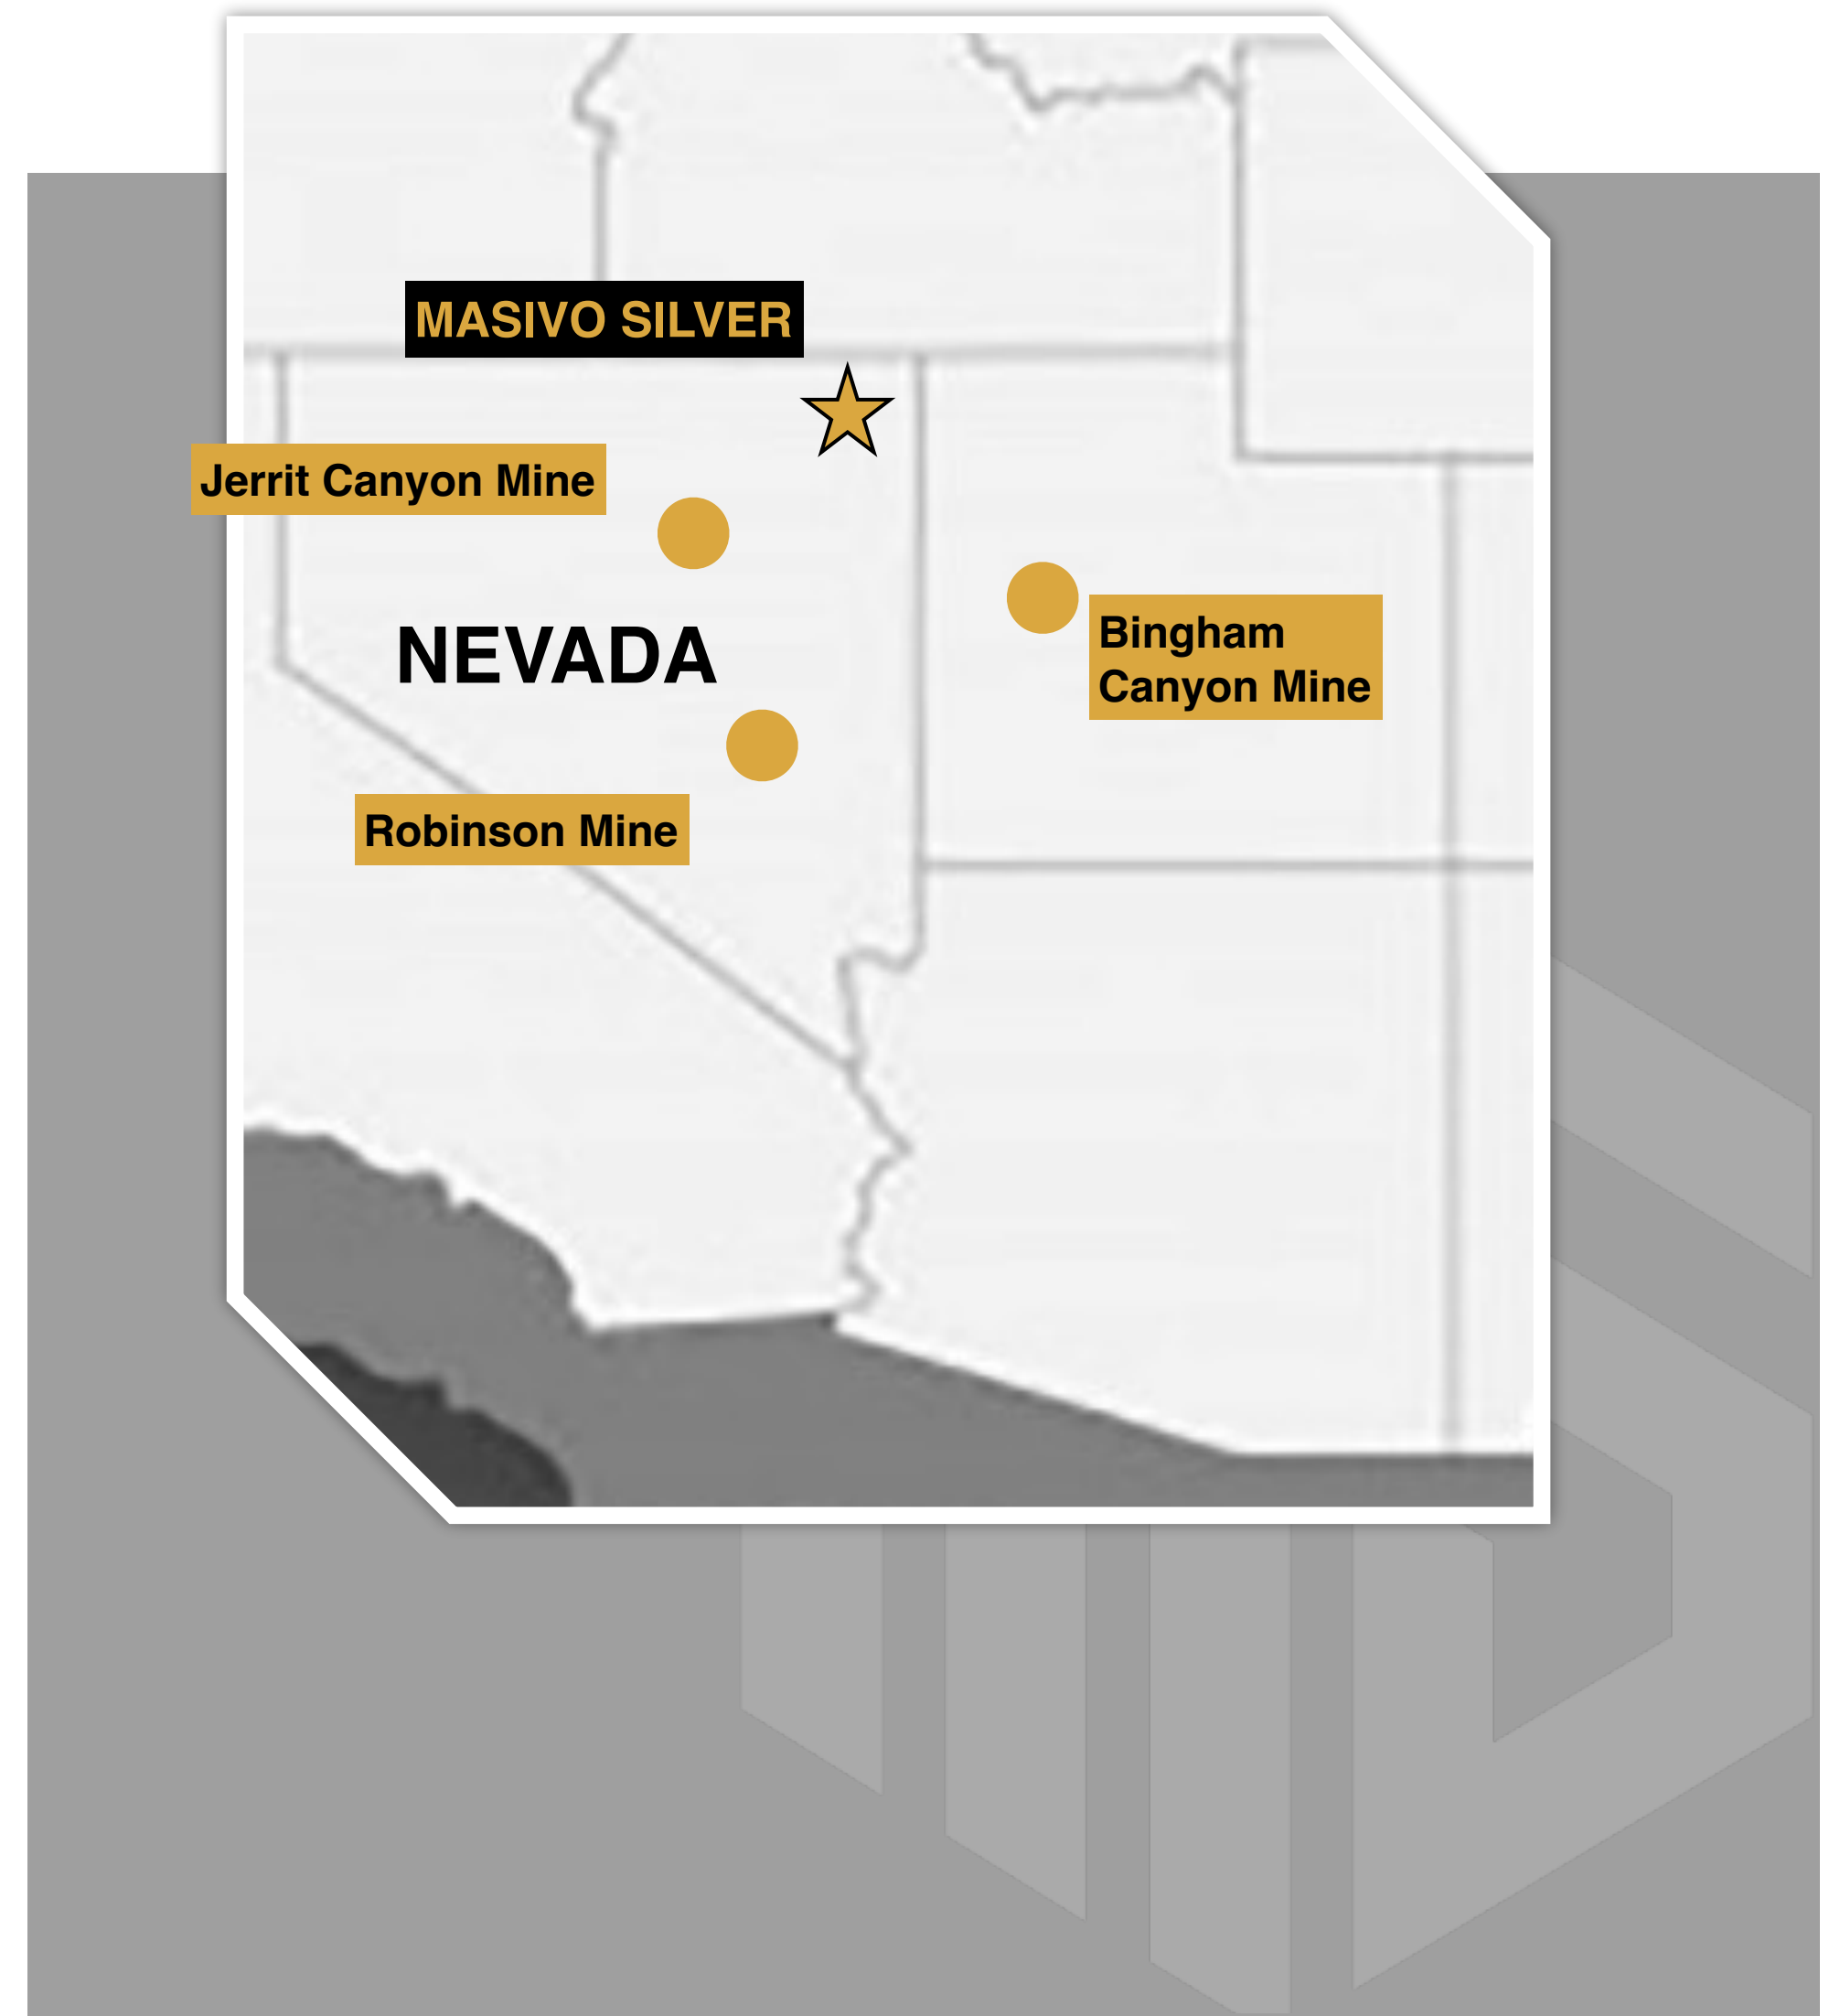 MASIVO SILVER
Jerrit Canyon Mine
NEVADA
Bingham
Canyon Mine
Robinson Mine